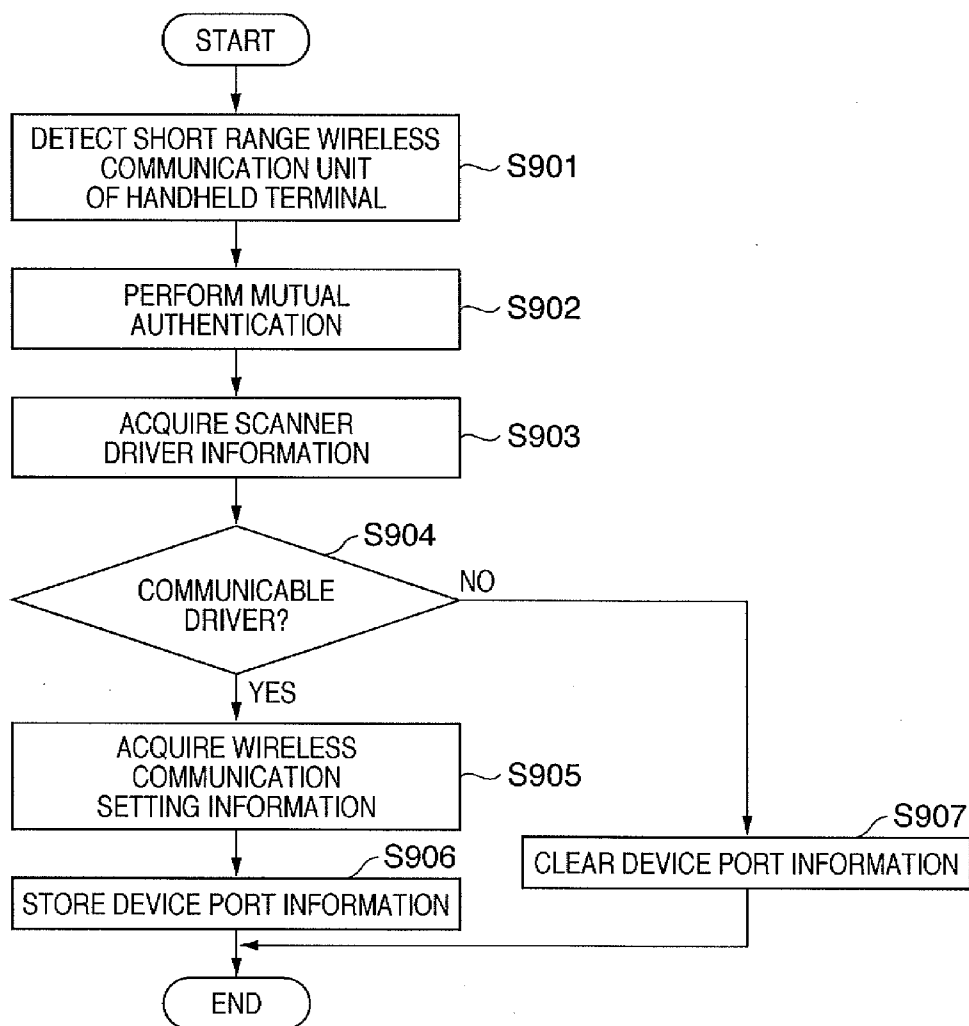 START
DETECT SHORT RANGE WIRELESS
COMMUNICATION UNIT
OF HANDHELD TERMINAL
S901
PERFORM MUTUAL
AUTHENTICATION
S902
ACQUIRE SCANNER
DRIVER INFORMATION
S903
S904
COMMUNICABLE
DRIVER?
NO
YES
ACQUIRE WIRELESS
COMMUNICATION
SETTING INFORMATION
S905
S906
STORE DEVICE PORT INFORMATION
S907
CLEAR DEVICE PORT INFORMATION
END